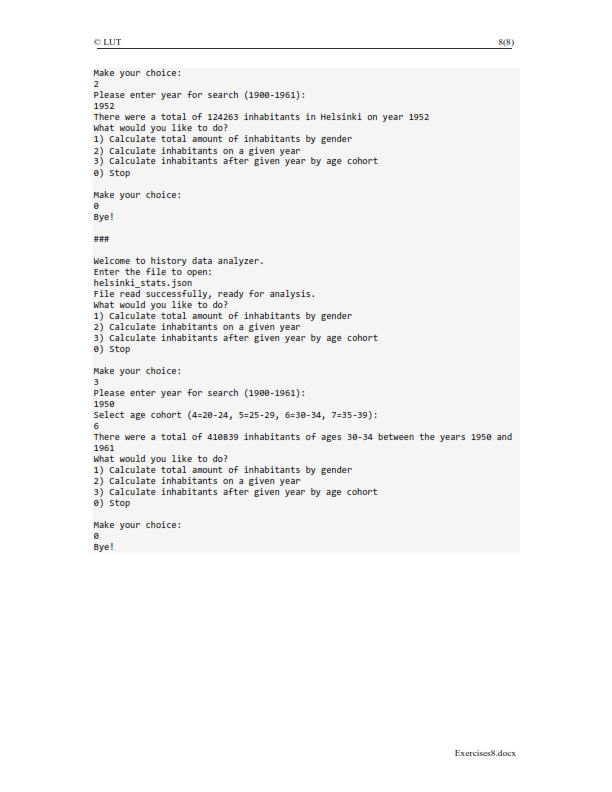 © LUT 8(8)
Make your choice:
2
Please enter year for search (1900-1961):
1952
There were a total of 124263 inhabitants in Helsinki on year 1952
What would you like to do?
1) Calculate total amount of inhabitants by gender
2) Calculate inhabitants on a given year
3) Calculate inhabitants after given year by age cohort
0) Stop
Make your choice:
0
Bye!
###
Welcome to history data analyzer.
Enter the file to open:
helsinki_stats.json
File read successfully, ready for analysis.
What would you like to do?
1) Calculate total amount of inhabitants by gender
2) Calculate inhabitants on a given year
3) Calculate inhabitants after given year by age cohort
0) Stop
Make your choice:
3
Please enter year for search (1900-1961):
1950
Select age cohort (4=20-24, 5=25-29, 6=30-34, 7=35-39):
6
There were a total of 410839 inhabitants of ages 30-34 between the years 1950 and
1961
What would you like to do?
1) Calculate total amount of inhabitants by gender
2) Calculate inhabitants on a given year
3) Calculate inhabitants after given year by age cohort
0) Stop
Make your choice:
0
Bye!
Exercises8.docx